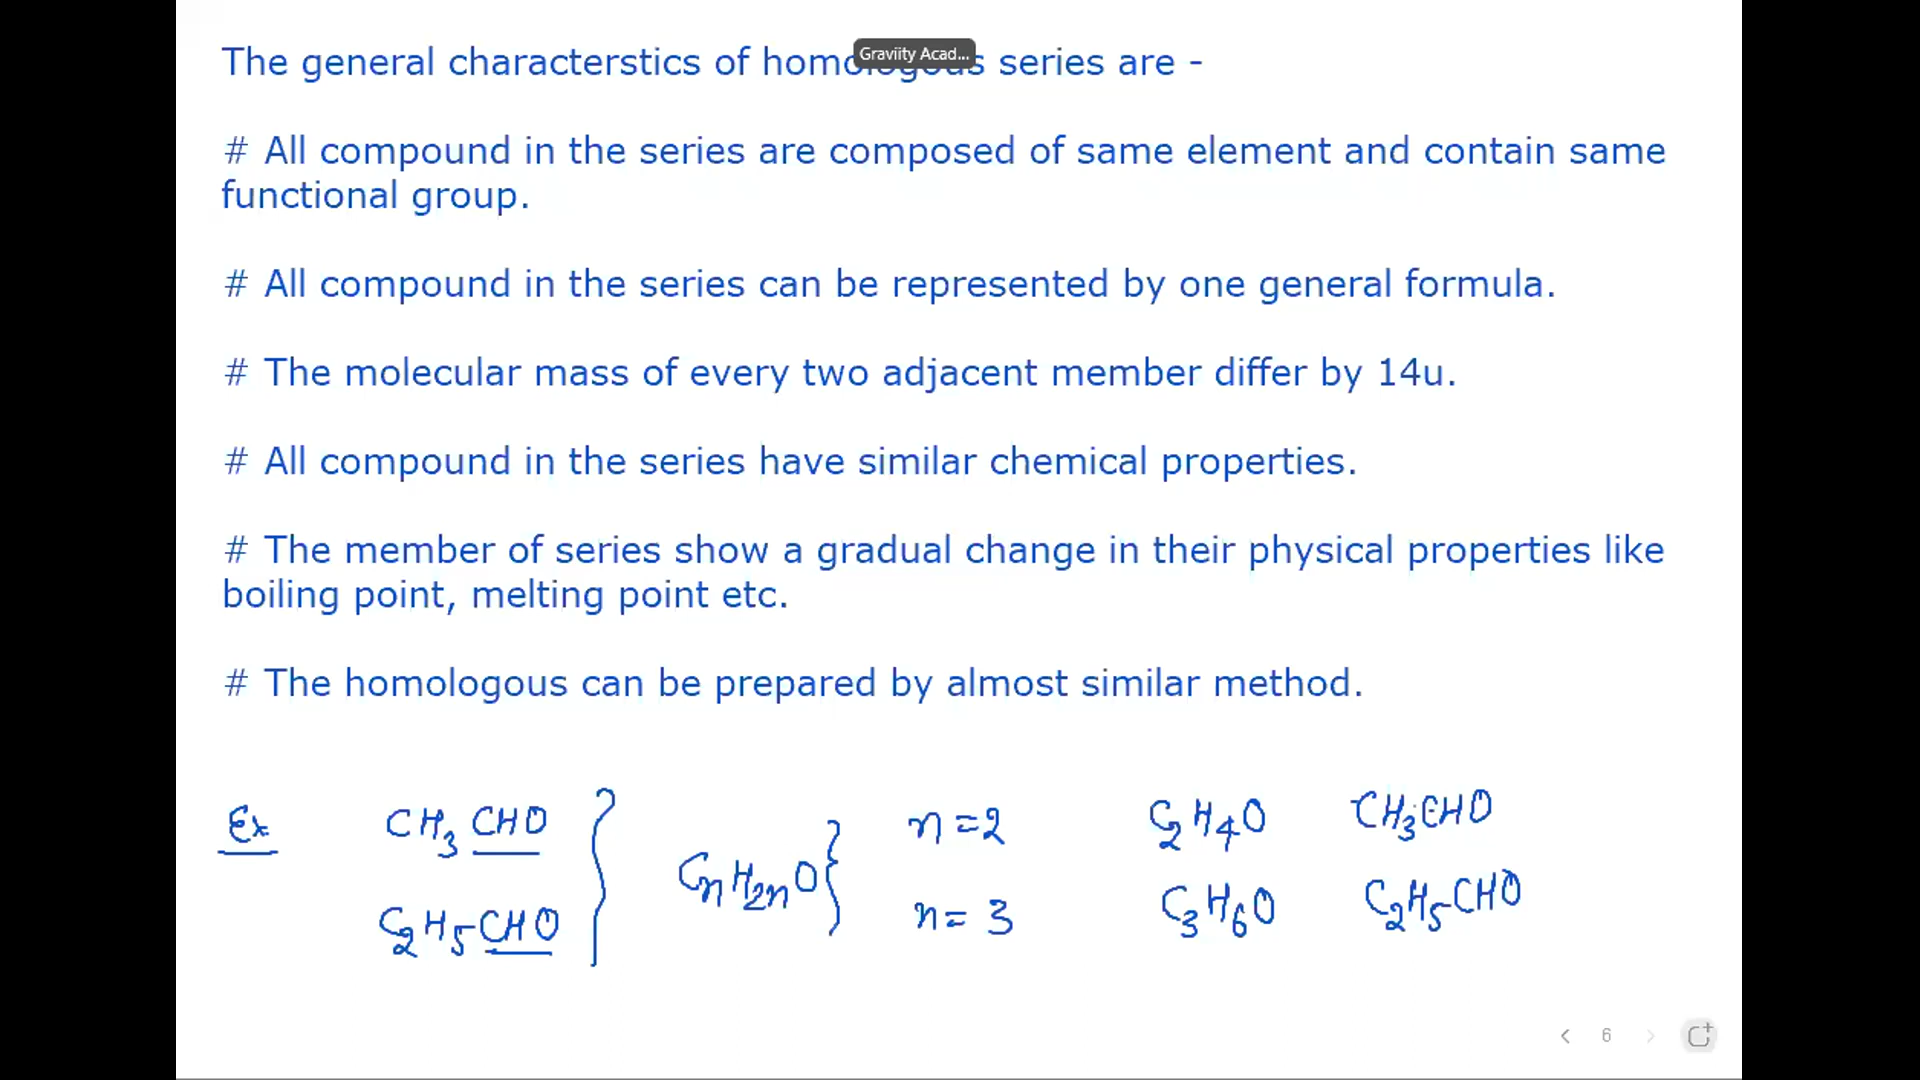 The general characterstics of homologous series are -
Graviity Acad...
# All compound in the series are composed of same element and contain same
functional group.
# All compound in the series can be represented by one general formula.
# The molecular mass of every two adjacent member differ by 14u.
# All compound in the series have similar chemical properties.
# The member of series show a gradual change in their physical properties like
boiling point, melting point etc.
# The homologous can be prepared by almost similar method.
Ex CH₃CHO n=2 C₂H₄O CH₃CHO
CₙH₂ₙO
C₂H₅CHO n=3 C₃H₆O C₂H₅CHO
6